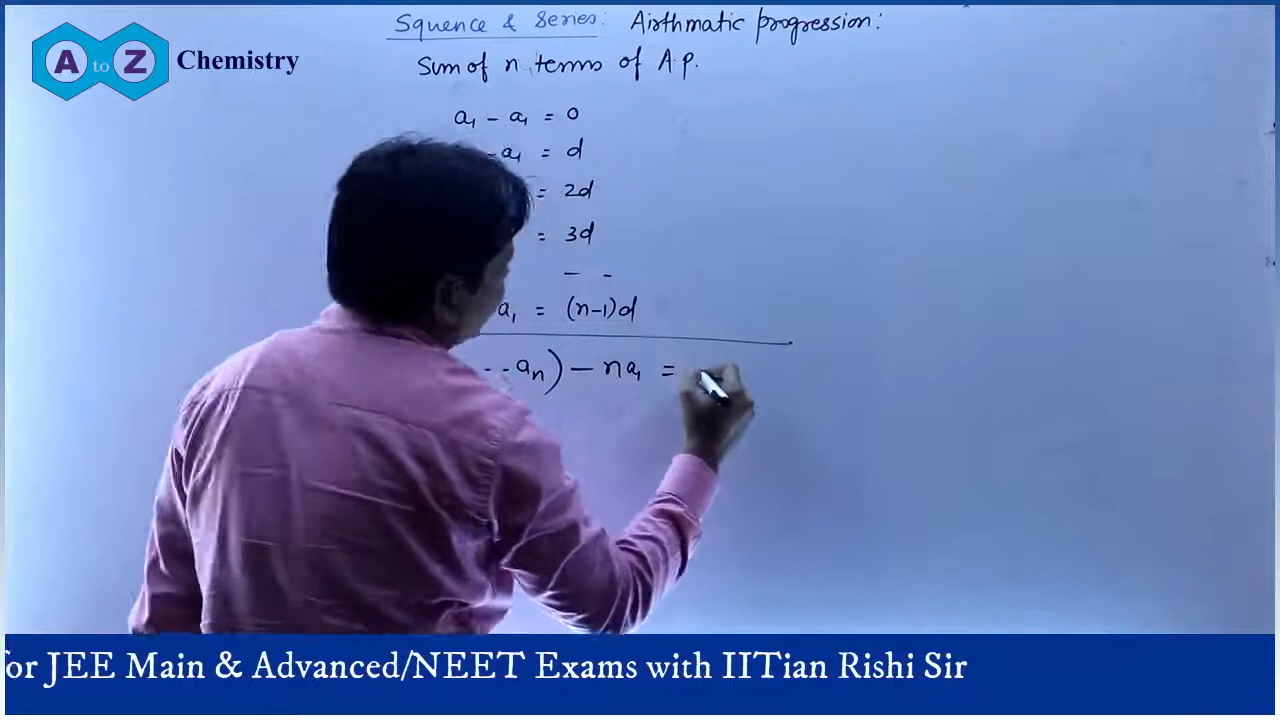 Squence & Series: Airthmatic progression:
A to Z Chemistry
Sum of n terms of A.P.
a₁ - a₁ = 0
- a₁ = d
= 2d
= 3d
- -
a₁ = (n-1)d
- - aₙ) - na₁ =
for JEE Main & Advanced/NEET Exams with IITian Rishi Sir